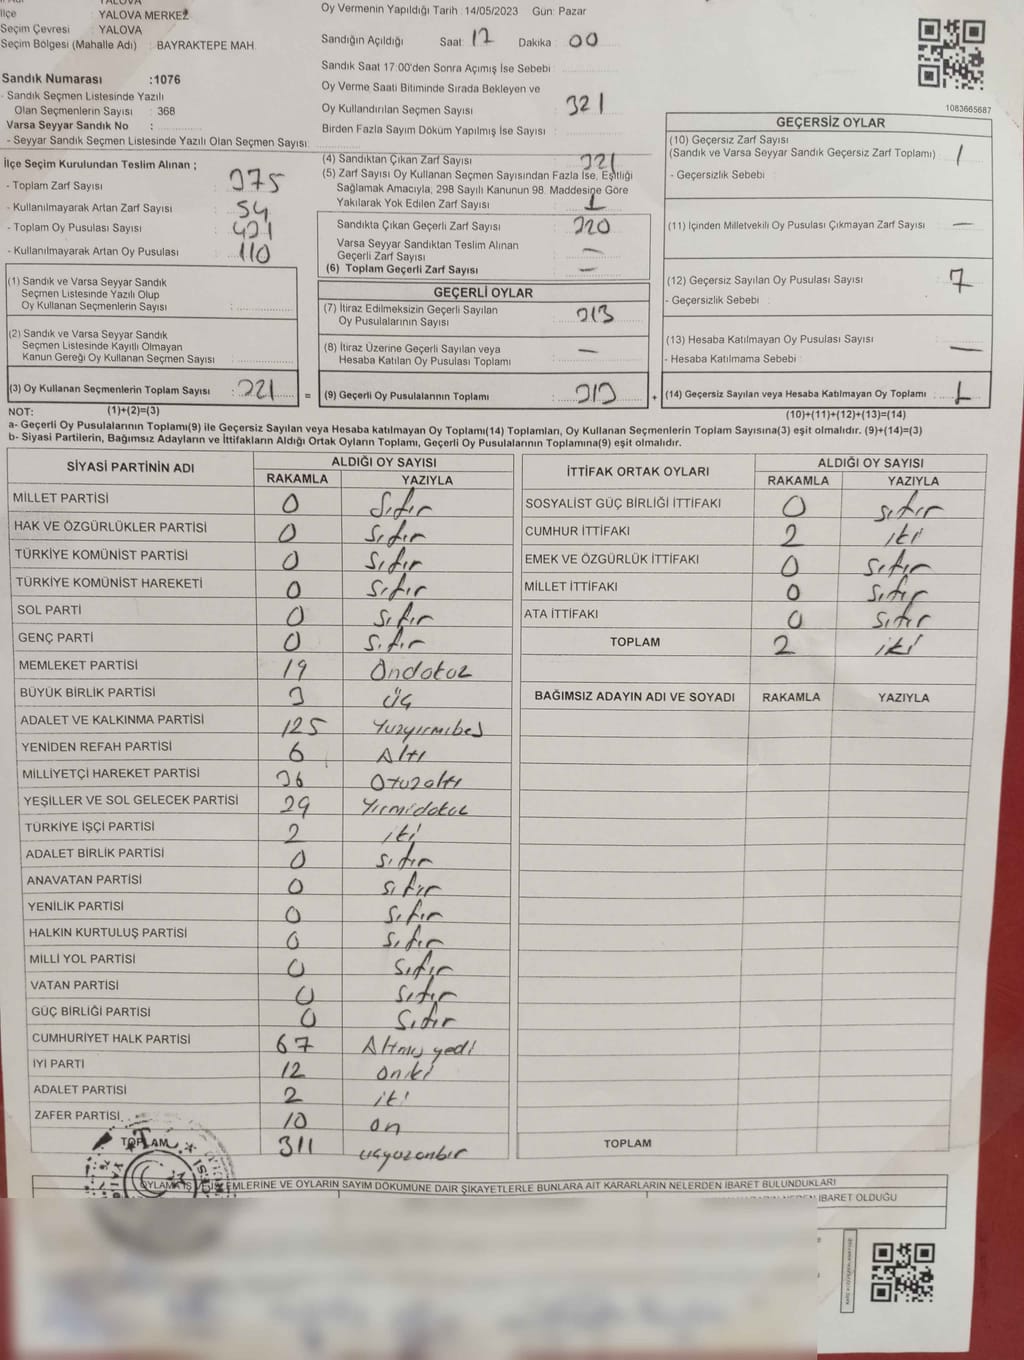 YALOVA
İlçe YALOVA MERKEZ
Seçim Çevresi YALOVA
Seçim Bölgesi (Mahalle Adı) : BAYRAKTEPE MAH.
Sandık Numarası :1076
- Sandık Seçmen Listesinde Yazılı
Olan Seçmenlerin Sayısı : 368
Varsa Seyyar Sandık No :
- Seyyar Sandık Seçmen Listesinde Yazılı Olan Seçmen Sayısı:
İlçe Seçim Kurulundan Teslim Alınan ;
- Toplam Zarf Sayısı 375
- Kullanılmayarak Artan Zarf Sayısı 54
- Toplam Oy Pusulası Sayısı 421
- Kullanılmayarak Artan Oy Pusulası 110
(1) Sandık ve Varsa Seyyar Sandık
Seçmen Listesinde Yazılı Olup
Oy Kullanan Seçmenlerin Sayısı :
(2) Sandık ve Varsa Seyyar Sandık
Seçmen Listesinde Kayıtlı Olmayan
Kanun Gereği Oy Kullanan Seçmen Sayısı :
(3) Oy Kullanan Seçmenlerin Toplam Sayısı : 321
Oy Vermenin Yapıldığı Tarih : 14/05/2023 Gün: Pazar
Sandığın Açıldığı Saat: 17 Dakika : 00
Sandık Saat 17:00'den Sonra Açımış İse Sebebi :
Oy Verme Saati Bitiminde Sırada Bekleyen ve
Oy Kullandırılan Seçmen Sayısı : 321
Birden Fazla Sayım Döküm Yapılmış İse Sayısı :
(4) Sandıktan Çıkan Zarf Sayısı 321
(5) Zarf Sayısı Oy Kullanan Seçmen Sayısından Fazla İse, Eşitliği
Sağlamak Amacıyla, 298 Sayılı Kanunun 98. Maddesine Göre
Yakılarak Yok Edilen Zarf Sayısı 1
Sandıkta Çıkan Geçerli Zarf Sayısı : 320
Varsa Seyyar Sandıktan Teslim Alınan
Geçerli Zarf Sayısı : —
(6) Toplam Geçerli Zarf Sayısı : —
GEÇERLİ OYLAR
(7) İtiraz Edilmeksizin Geçerli Sayılan
Oy Pusulalarının Sayısı : 313
(8) İtiraz Üzerine Geçerli Sayılan veya
Hesaba Katılan Oy Pusulası Toplamı : —
= (9) Geçerli Oy Pusulalarının Toplamı : 313 +
1083665687
GEÇERSİZ OYLAR
(10) Geçersiz Zarf Sayısı
(Sandık ve Varsa Seyyar Sandık Geçersiz Zarf Toplamı) : 1
- Geçersizlik Sebebi :
(11) İçinden Milletvekili Oy Pusulası Çıkmayan Zarf Sayısı : —
(12) Geçersiz Sayılan Oy Pusulası Sayısı : 7
- Geçersizlik Sebebi :
(13) Hesaba Katılmayan Oy Pusulası Sayısı : —
- Hesaba Katılmama Sebebi :
(14) Geçersiz Sayılan veya Hesaba Katılmayan Oy Toplamı :
NOT: (1)+(2)=(3) (10)+(11)+(12)+(13)=(14)
a- Geçerli Oy Pusulalarının Toplamı(9) ile Geçersiz Sayılan veya Hesaba katılmayan Oy Toplamı(14) Toplamları, Oy Kullanan Seçmenlerin Toplam Sayısına(3) eşit olmalıdır. (9)+(14)=(3)
b- Siyasi Partilerin, Bağımsız Adayların ve İttifakların Aldığı Ortak Oyların Toplamı, Geçerli Oy Pusulalarının Toplamına(9) eşit olmalıdır.
SİYASİ PARTİNİN ADI ALDIĞI OY SAYISI
RAKAMLA YAZIYLA
MİLLET PARTİSİ 0 Sıfır
HAK VE ÖZGÜRLÜKLER PARTİSİ 0 Sıfır
TÜRKİYE KOMÜNİST PARTİSİ 0 Sıfır
TÜRKİYE KOMÜNİST HAREKETİ 0 Sıfır
SOL PARTİ 0 Sıfır
GENÇ PARTİ 0 Sıfır
MEMLEKET PARTİSİ 19 Ondokuz
BÜYÜK BİRLİK PARTİSİ 3 Üç
ADALET VE KALKINMA PARTİSİ 125 Yüzyirmibeş
YENİDEN REFAH PARTİSİ 6 Altı
MİLLİYETÇİ HAREKET PARTİSİ 36 Otuzaltı
YEŞİLLER VE SOL GELECEK PARTİSİ 29 Yirmidokuz
TÜRKİYE İŞÇİ PARTİSİ 2 iki
ADALET BİRLİK PARTİSİ 0 Sıfır
ANAVATAN PARTİSİ 0 Sıfır
YENİLİK PARTİSİ 0 Sıfır
HALKIN KURTULUŞ PARTİSİ 0 Sıfır
MİLLİ YOL PARTİSİ 0 Sıfır
VATAN PARTİSİ 0 Sıfır
GÜÇ BİRLİĞİ PARTİSİ 0 Sıfır
CUMHURİYET HALK PARTİSİ 67 Altmış yedi
İYİ PARTİ 12 oniki
ADALET PARTİSİ 2 iki
ZAFER PARTİSİ 10 on
TOPLAM 311 üçyüzonbir
İTTİFAK ORTAK OYLARI ALDIĞI OY SAYISI
RAKAMLA YAZIYLA
SOSYALİST GÜÇ BİRLİĞİ İTTİFAKI 0 sıfır
CUMHUR İTTİFAKI 2 iki
EMEK VE ÖZGÜRLÜK İTTİFAKI 0 sıfır
MİLLET İTTİFAKI 0 sıfır
ATA İTTİFAKI 0 sıfır
TOPLAM 2 iki
BAĞIMSIZ ADAYIN ADI VE SOYADI RAKAMLA YAZIYLA
TOPLAM
OYLAMA İŞLEMLERİNE VE OYLARIN SAYIM DÖKÜMÜNE DAİR ŞİKAYETLERLE BUNLARA AİT KARARLARIN NELERDEN İBARET BULUNDUKLARI
İBARET OLDUĞU